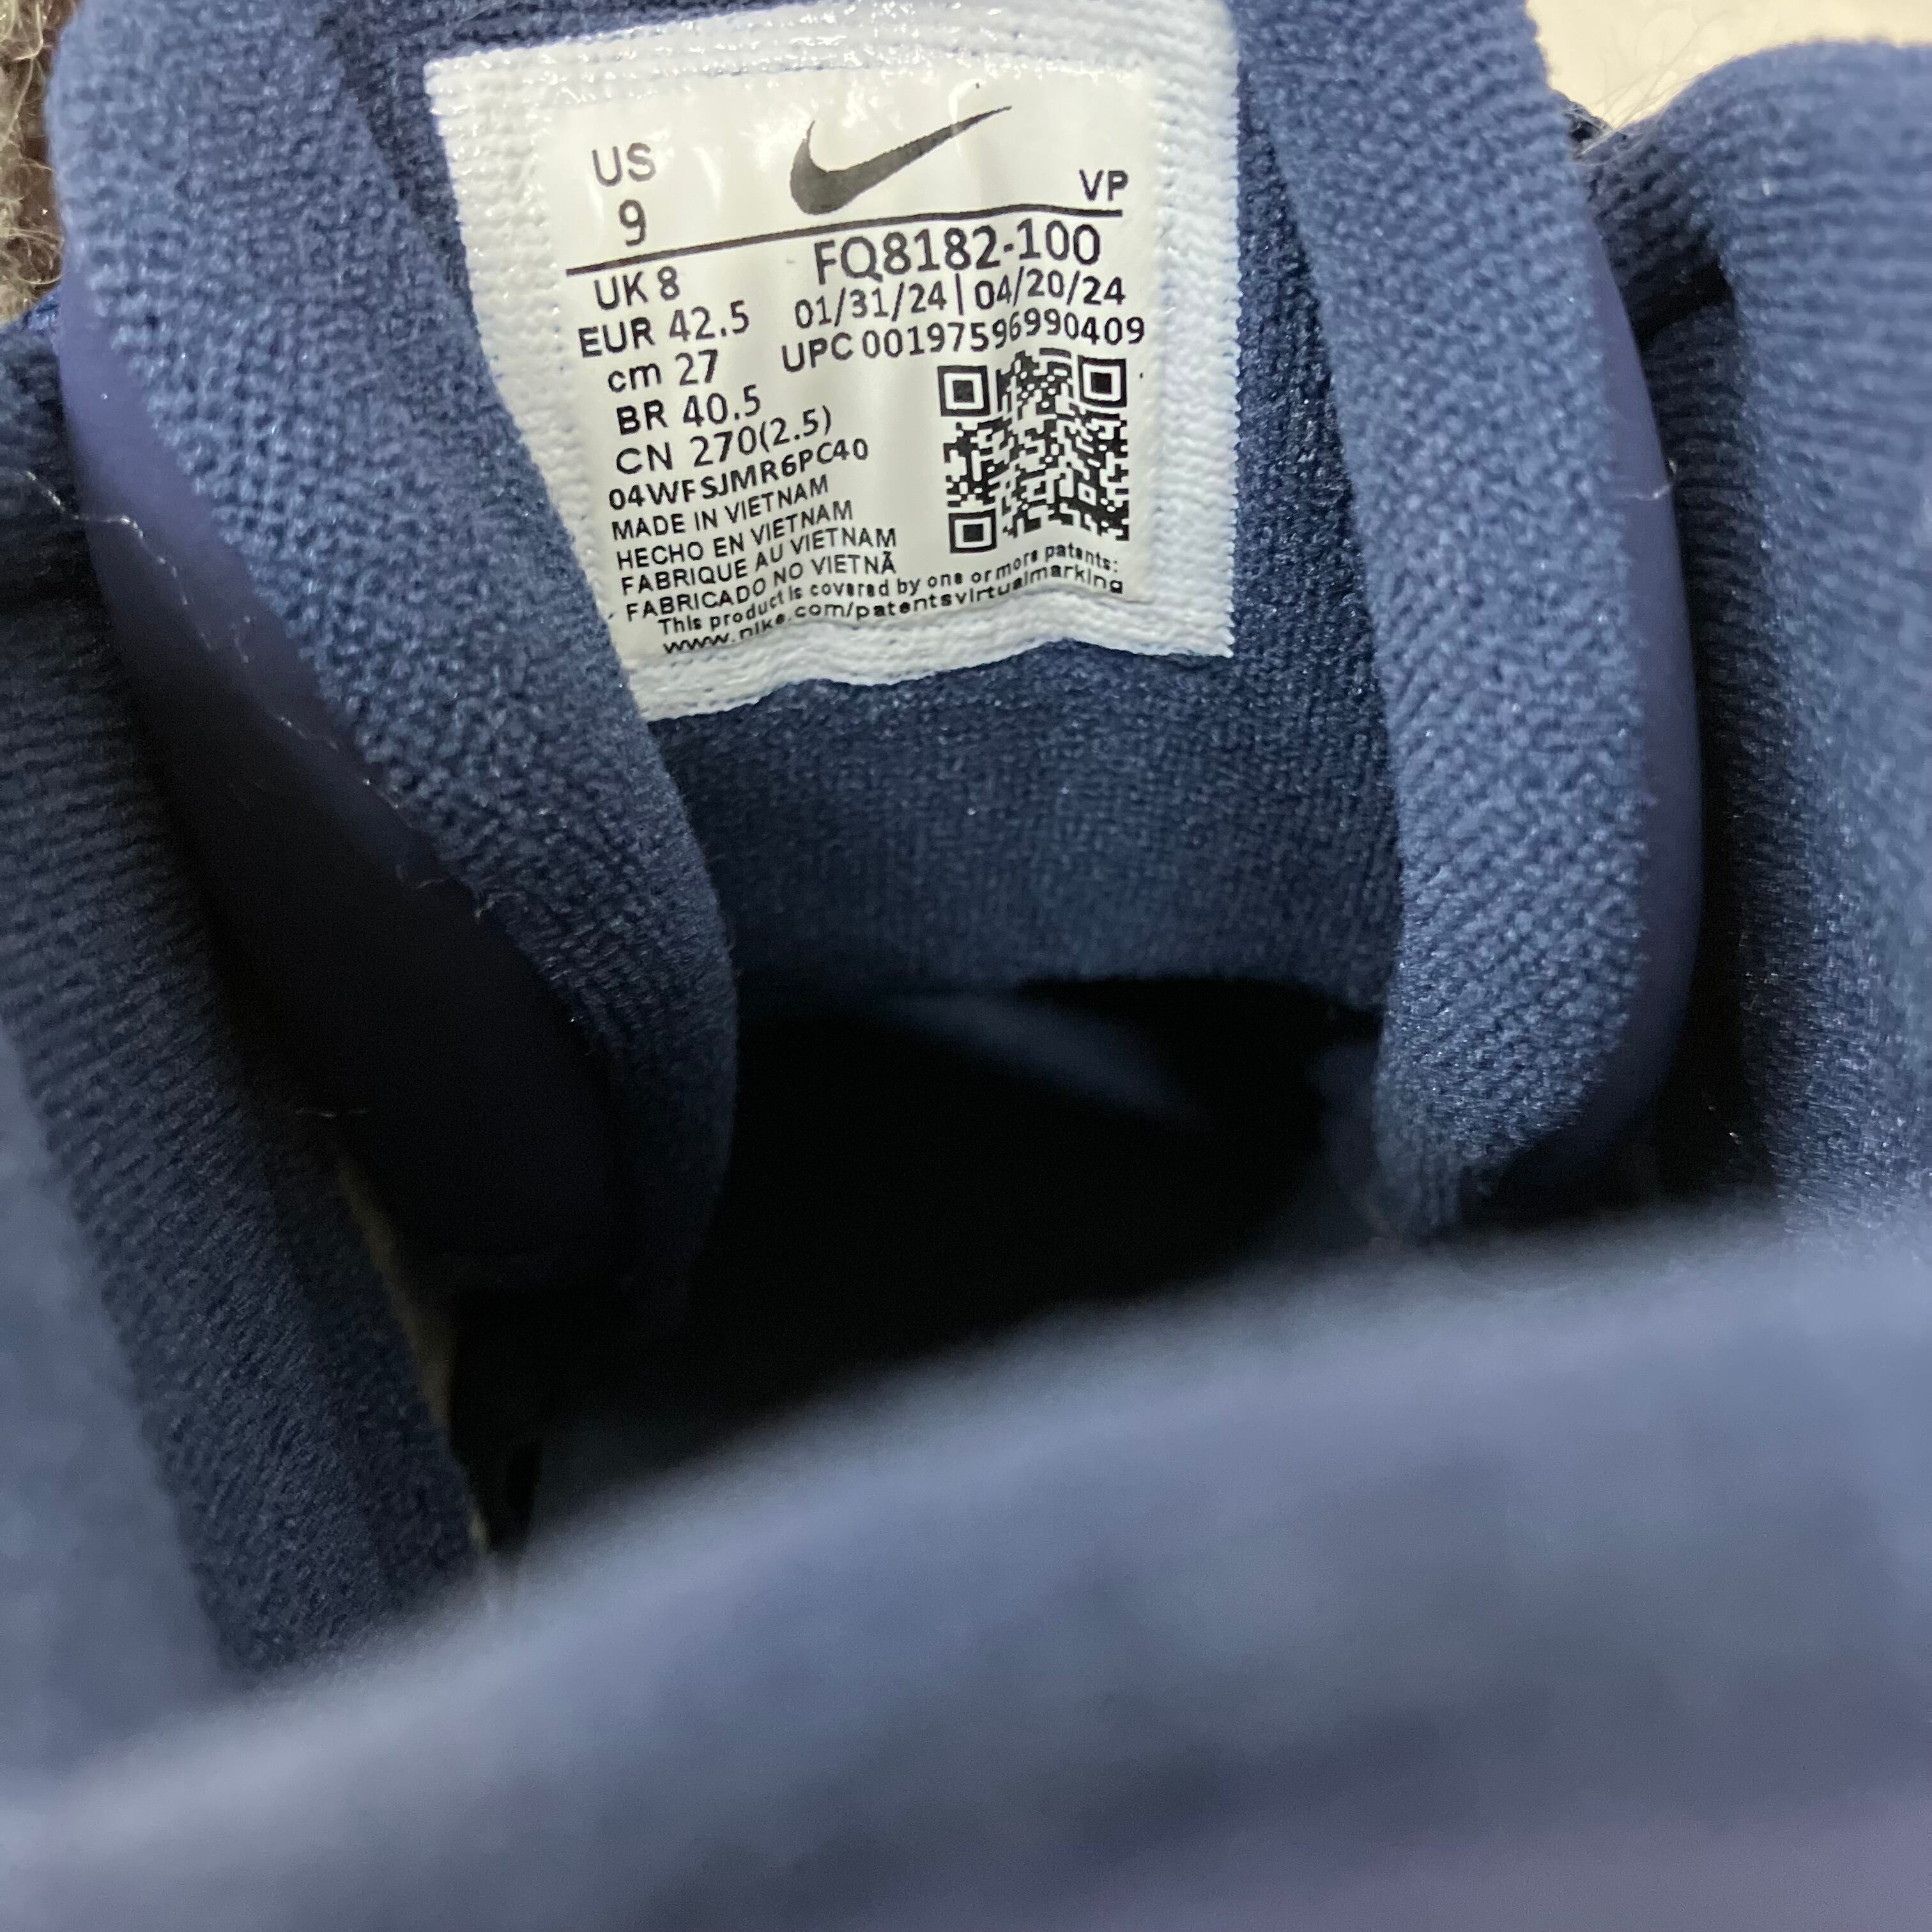 US
9
VP
UK 8
EUR 42.5
cm 27
BR 40.5
CN 270(2.5)
FQ8182-100
01/31/24|04/20/24
UPC 00197596990409
04WFSJMR6PC40
MADE IN VIETNAM
HECHO EN VIETNAM
FABRIQUE AU VIETNAM
FABRICADO NO VIETNÃ
This product is covered by one or more patents:
www.nike.com/patentsvirtualmarking